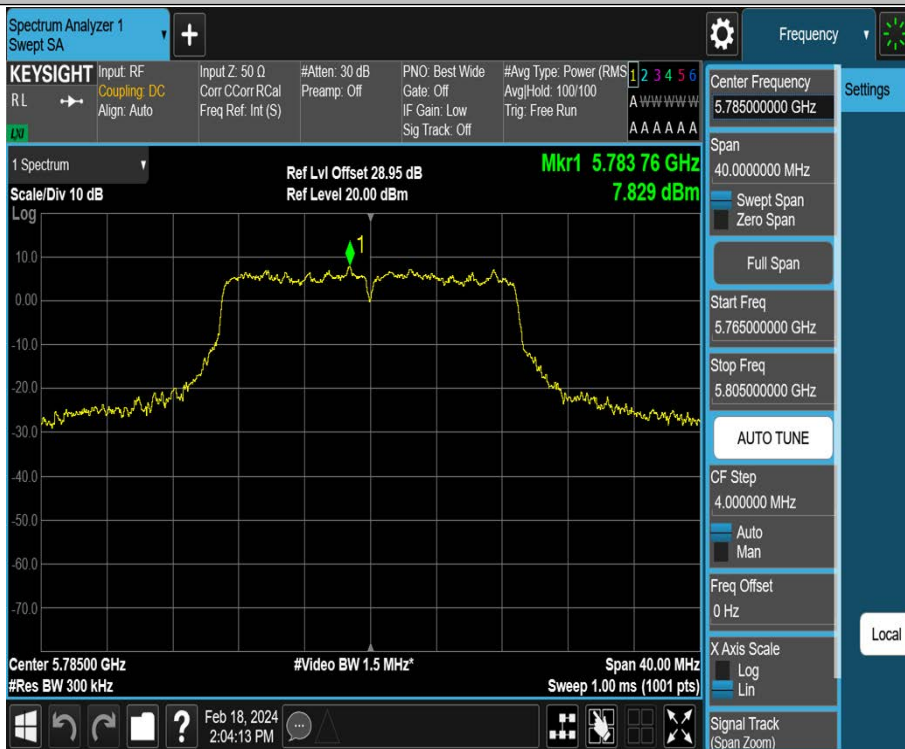 Spectrum Analyzer 1
Swept SA
+
Frequency
KEYSIGHT
R L
LXI
Input: RF
Coupling: DC
Align: Auto
Input Z: 50 Ω
Corr CCorr RCal
Freq Ref: Int (S)
#Atten: 30 dB
Preamp: Off
PNO: Best Wide
Gate: Off
IF Gain: Low
Sig Track: Off
#Avg Type: Power (RMS
Avg|Hold: 100/100
Trig: Free Run
1 2 3 4 5 6
A W W W W W
A A A A A A
1 Spectrum
Scale/Div 10 dB
Log
Ref Lvl Offset 28.95 dB
Ref Level 20.00 dBm
Mkr1 5.783 76 GHz
7.829 dBm
1
10.0
0.00
-10.0
-20.0
-30.0
-40.0
-50.0
-60.0
-70.0
Center 5.78500 GHz
#Res BW 300 kHz
#Video BW 1.5 MHz*
Span 40.00 MHz
Sweep 1.00 ms (1001 pts)
Center Frequency
5.785000000 GHz
Settings
Span
40.0000000 MHz
Swept Span
Zero Span
Full Span
Start Freq
5.765000000 GHz
Stop Freq
5.805000000 GHz
AUTO TUNE
CF Step
4.000000 MHz
Auto
Man
Freq Offset
0 Hz
Local
X Axis Scale
Log
Lin
Signal Track
(Span Zoom)
?
Feb 18, 2024
2:04:13 PM